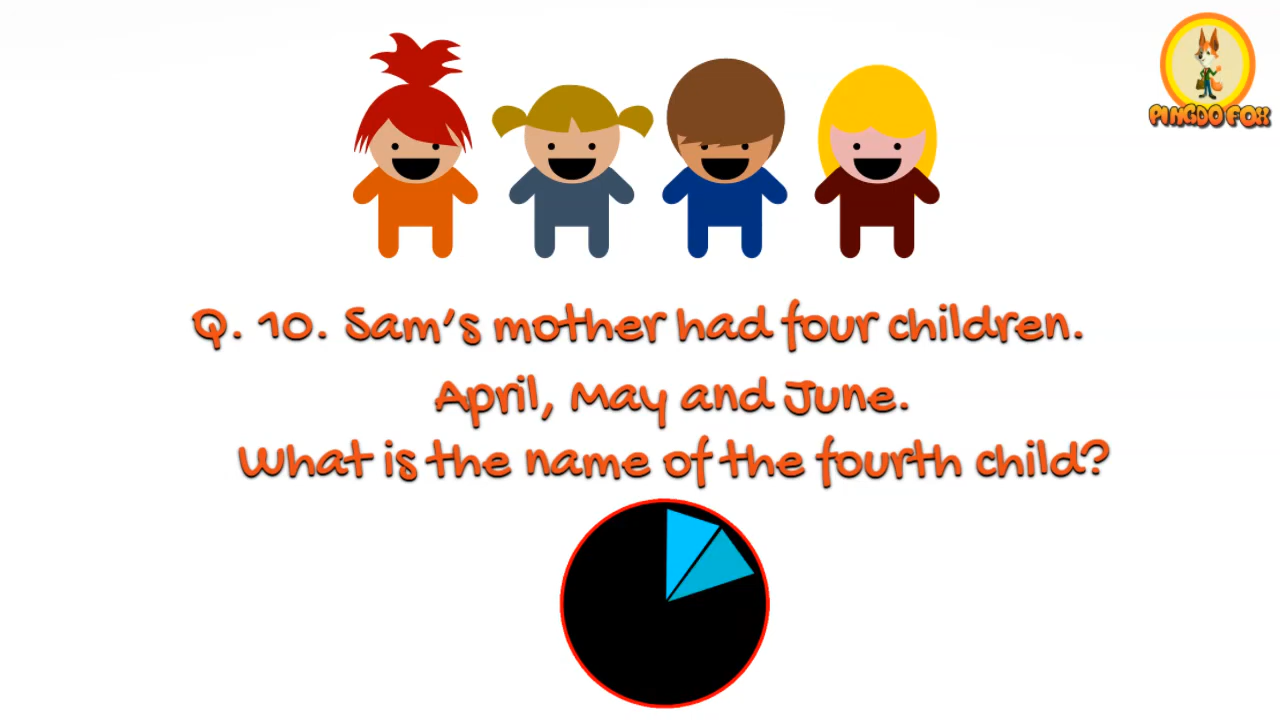 PINGDO FOX
Q. 10. Sam's mother had four children.
April, May and June.
What is the name of the fourth child?